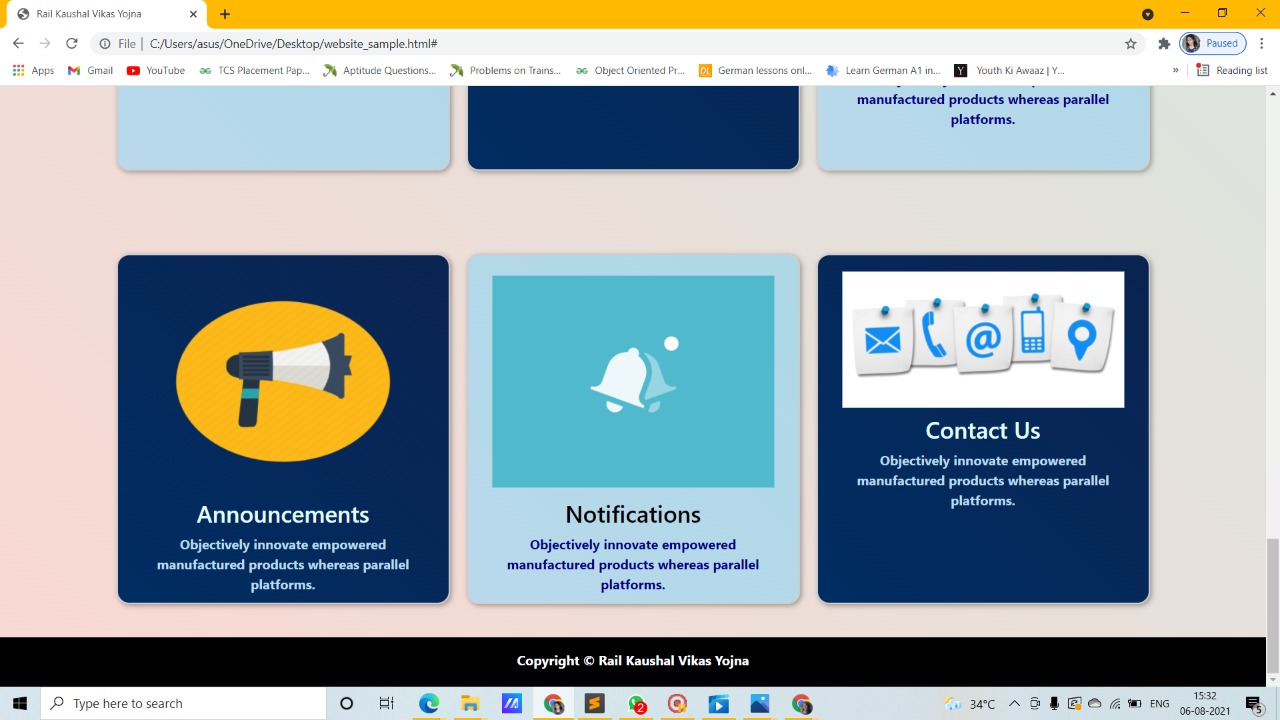 Rail Kaushal Vikas Yojna
File | C:/Users/asus/OneDrive/Desktop/website_sample.html#
Paused
Apps
Gmail
YouTube
TCS Placement Pap...
Aptitude Questions...
Problems on Trains...
Object Oriented Pr...
German lessons onl...
Learn German A1 in...
Youth Ki Awaaz | Y...
»
Reading list
manufactured products whereas parallel
platforms.
@
Announcements
Objectively innovate empowered
manufactured products whereas parallel
platforms.
Notifications
Objectively innovate empowered
manufactured products whereas parallel
platforms.
Contact Us
Objectively innovate empowered
manufactured products whereas parallel
platforms.
Copyright © Rail Kaushal Vikas Yojna
Type here to search
2
34°C
ENG
15:32
06-08-2021
5